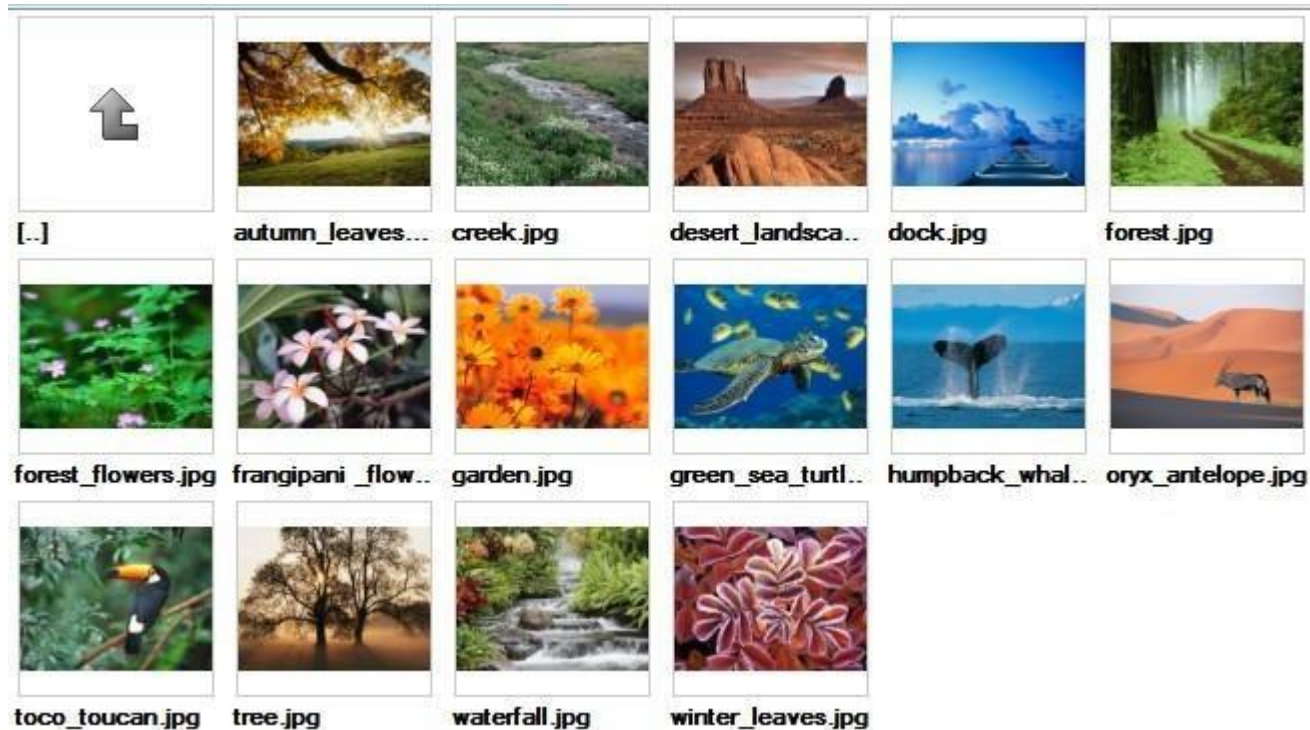 [..]
autumn_leaves...
creek.jpg
desert_landsca..
dock.jpg
forest.jpg
forest_flowers.jpg
frangipani _flow..
garden.jpg
green_sea_turtl..
humpback_whal..
oryx_antelope.jpg
toco_toucan.jpg
tree.jpg
waterfall.jpg
winter_leaves.jpg